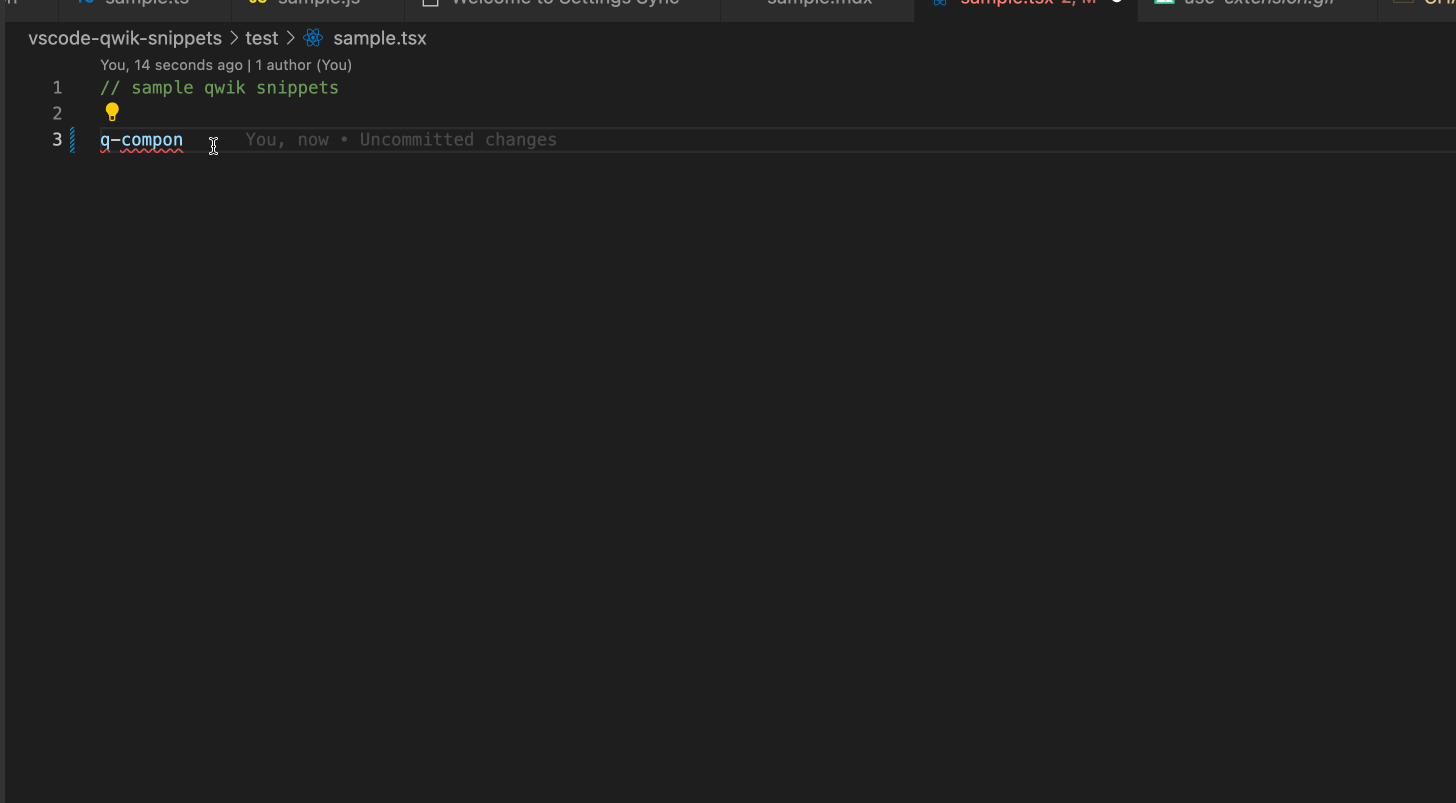 sample.ts sample.js Welcome to Settings Sync sample.mdx sample.tsx 2, M use-extension.gif
vscode-qwik-snippets > test > sample.tsx
You, 14 seconds ago | 1 author (You)
1 // sample qwik snippets
2
3 q-compon You, now • Uncommitted changes